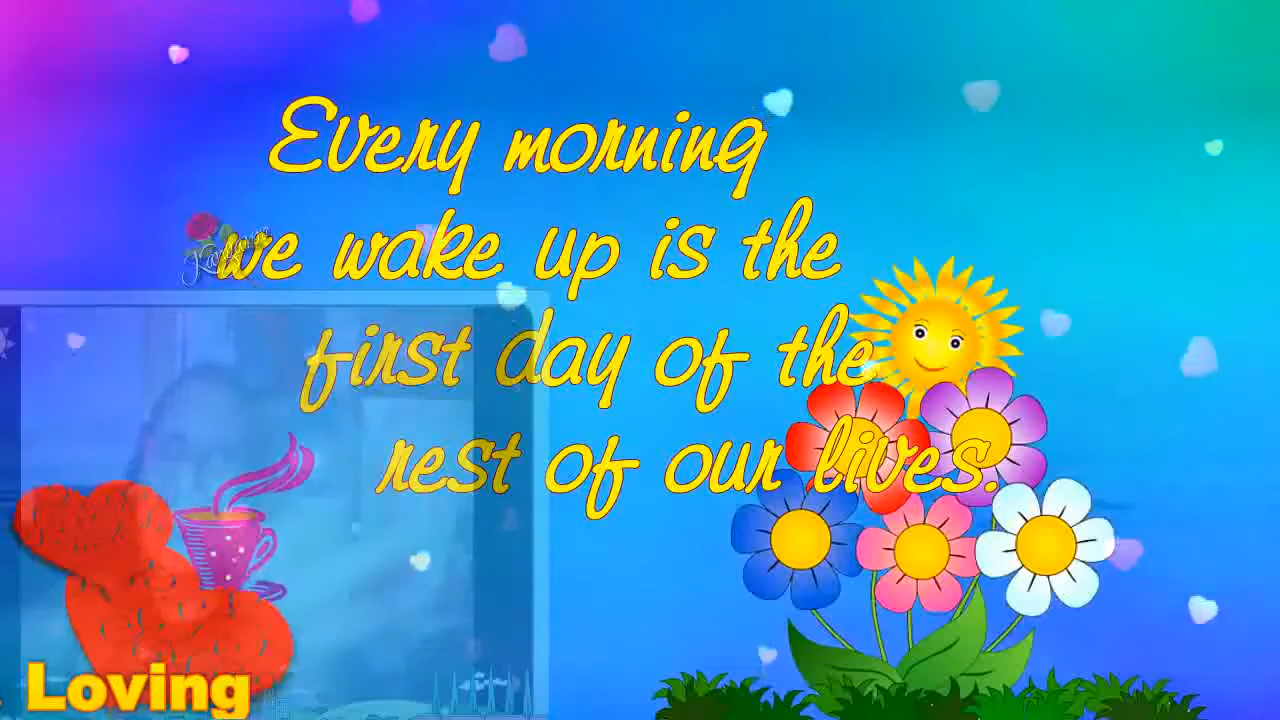 Every morning
we wake up is the
first day of the
rest of our lives.
Loving